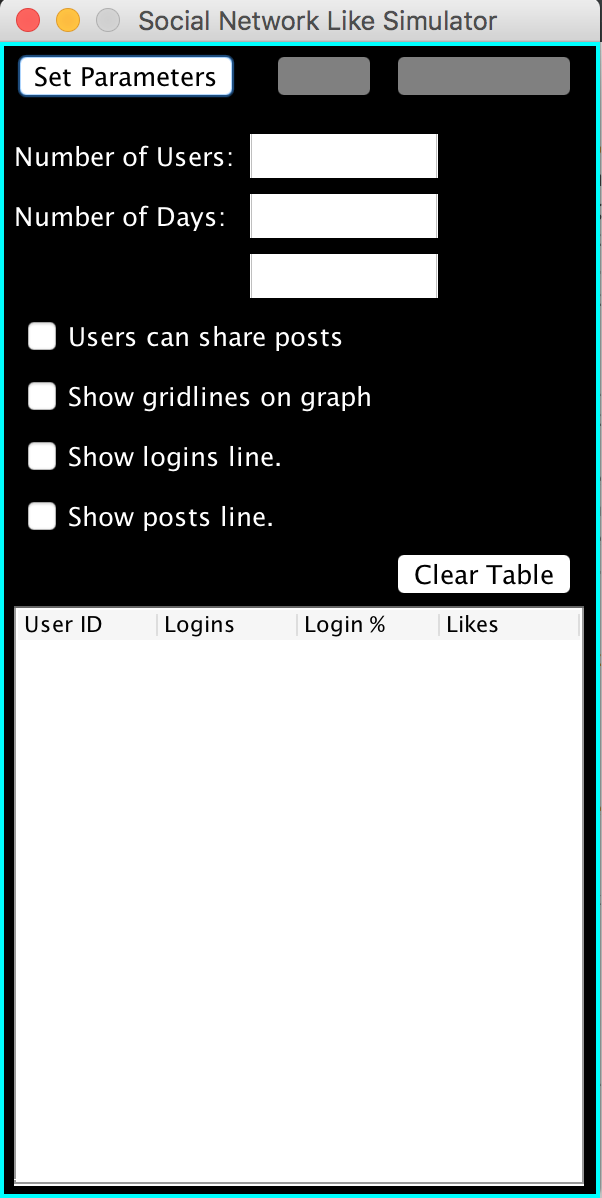 Social Network Like Simulator
Set Parameters
Number of Users:
Number of Days:
Users can share posts
Show gridlines on graph
Show logins line.
Show posts line.
Clear Table
User ID Logins Login % Likes